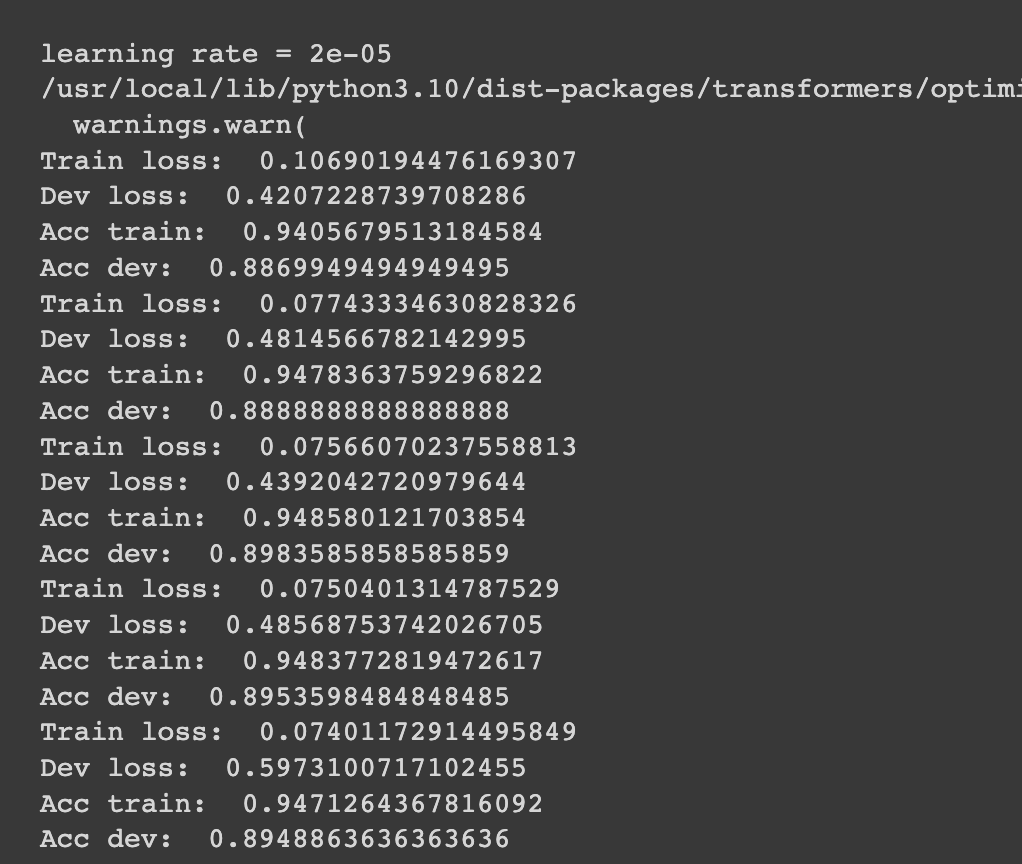 learning rate = 2e-05
/usr/local/lib/python3.10/dist-packages/transformers/optimi
warnings.warn(
Train loss:  0.10690194476169307
Dev loss:  0.4207228739708286
Acc train:  0.9405679513184584
Acc dev:  0.8869949494949495
Train loss:  0.07743334630828326
Dev loss:  0.4814566782142995
Acc train:  0.9478363759296822
Acc dev:  0.8888888888888888
Train loss:  0.07566070237558813
Dev loss:  0.4392042720979644
Acc train:  0.948580121703854
Acc dev:  0.8983585858585859
Train loss:  0.0750401314787529
Dev loss:  0.48568753742026705
Acc train:  0.9483772819472617
Acc dev:  0.8953598484848485
Train loss:  0.07401172914495849
Dev loss:  0.5973100717102455
Acc train:  0.9471264367816092
Acc dev:  0.8948863636363636